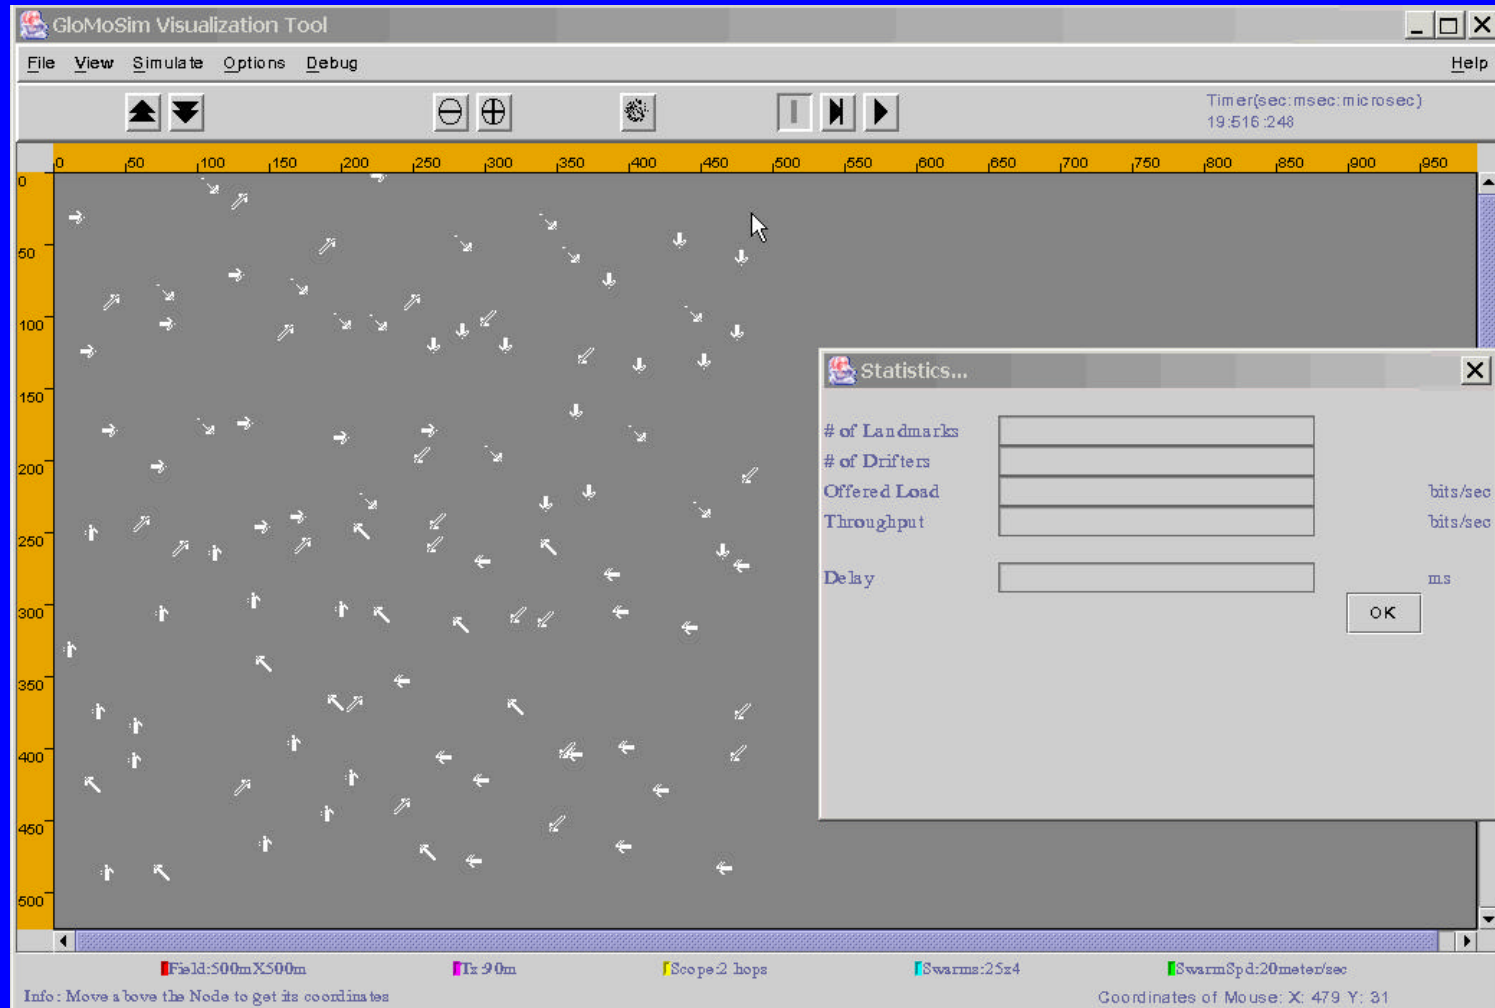 GloMoSim Visualization Tool
File View Simulate Options Debug Help
Timer(sec:msec:microsec)
19:516:248
0 50 100 150 200 250 300 350 400 450 500 550 600 650 700 750 800 850 900 950
0
50
100
150
200
250
300
350
400
450
500
Statistics...
# of Landmarks
# of Drifters
Offered Load bits/sec
Throughput bits/sec
Delay ms
OK
Field:500mX500m Tx:90m Scope:2 hops Swarms:25x4 SwarmSpd:20meter/sec
Info: Move above the Node to get its coordinates Coordinates of Mouse: X: 479 Y: 31